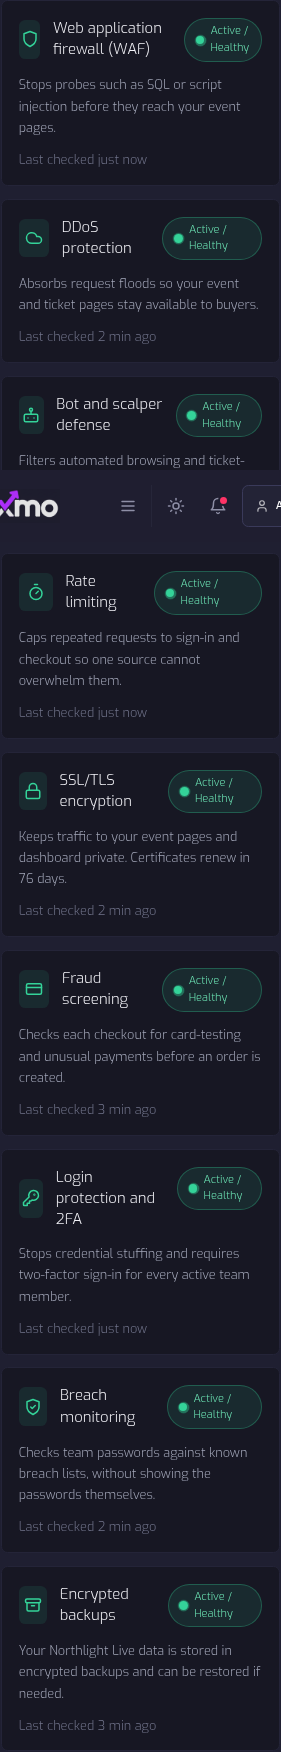 Web application
firewall (WAF)
Active /
Healthy
Stops probes such as SQL or script
injection before they reach your event
pages.
Last checked just now
DDoS
protection
Active /
Healthy
Absorbs request floods so your event
and ticket pages stay available to buyers.
Last checked 2 min ago
Bot and scalper
defense
Active /
Healthy
Filters automated browsing and ticket-
xmo
A
Rate
limiting
Active /
Healthy
Caps repeated requests to sign-in and
checkout so one source cannot
overwhelm them.
Last checked just now
SSL/TLS
encryption
Active /
Healthy
Keeps traffic to your event pages and
dashboard private. Certificates renew in
76 days.
Last checked 2 min ago
Fraud
screening
Active /
Healthy
Checks each checkout for card-testing
and unusual payments before an order is
created.
Last checked 3 min ago
Login
protection and
2FA
Active /
Healthy
Stops credential stuffing and requires
two-factor sign-in for every active team
member.
Last checked just now
Breach
monitoring
Active /
Healthy
Checks team passwords against known
breach lists, without showing the
passwords themselves.
Last checked 2 min ago
Encrypted
backups
Active /
Healthy
Your Northlight Live data is stored in
encrypted backups and can be restored if
needed.
Last checked 3 min ago